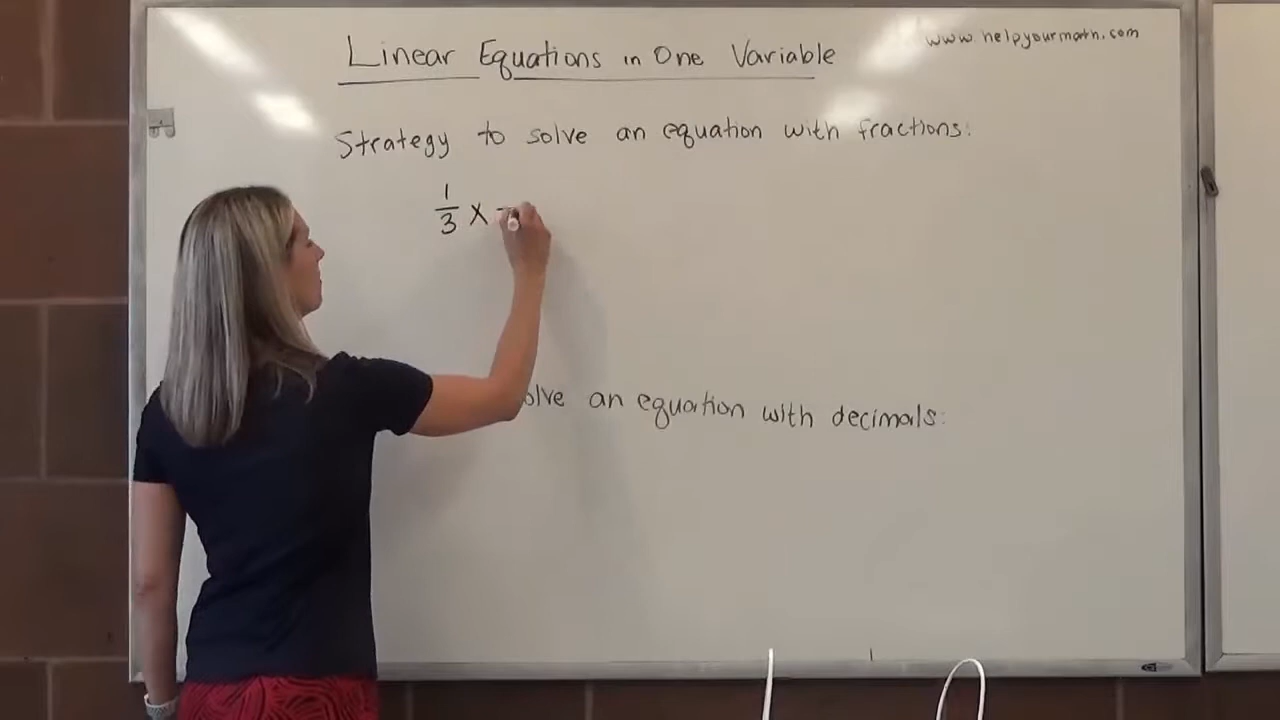 www.helpyourmath.com
Linear Equations in One Variable
Strategy to solve an equation with fractions:
1/3 x -
olve an equation with decimals: